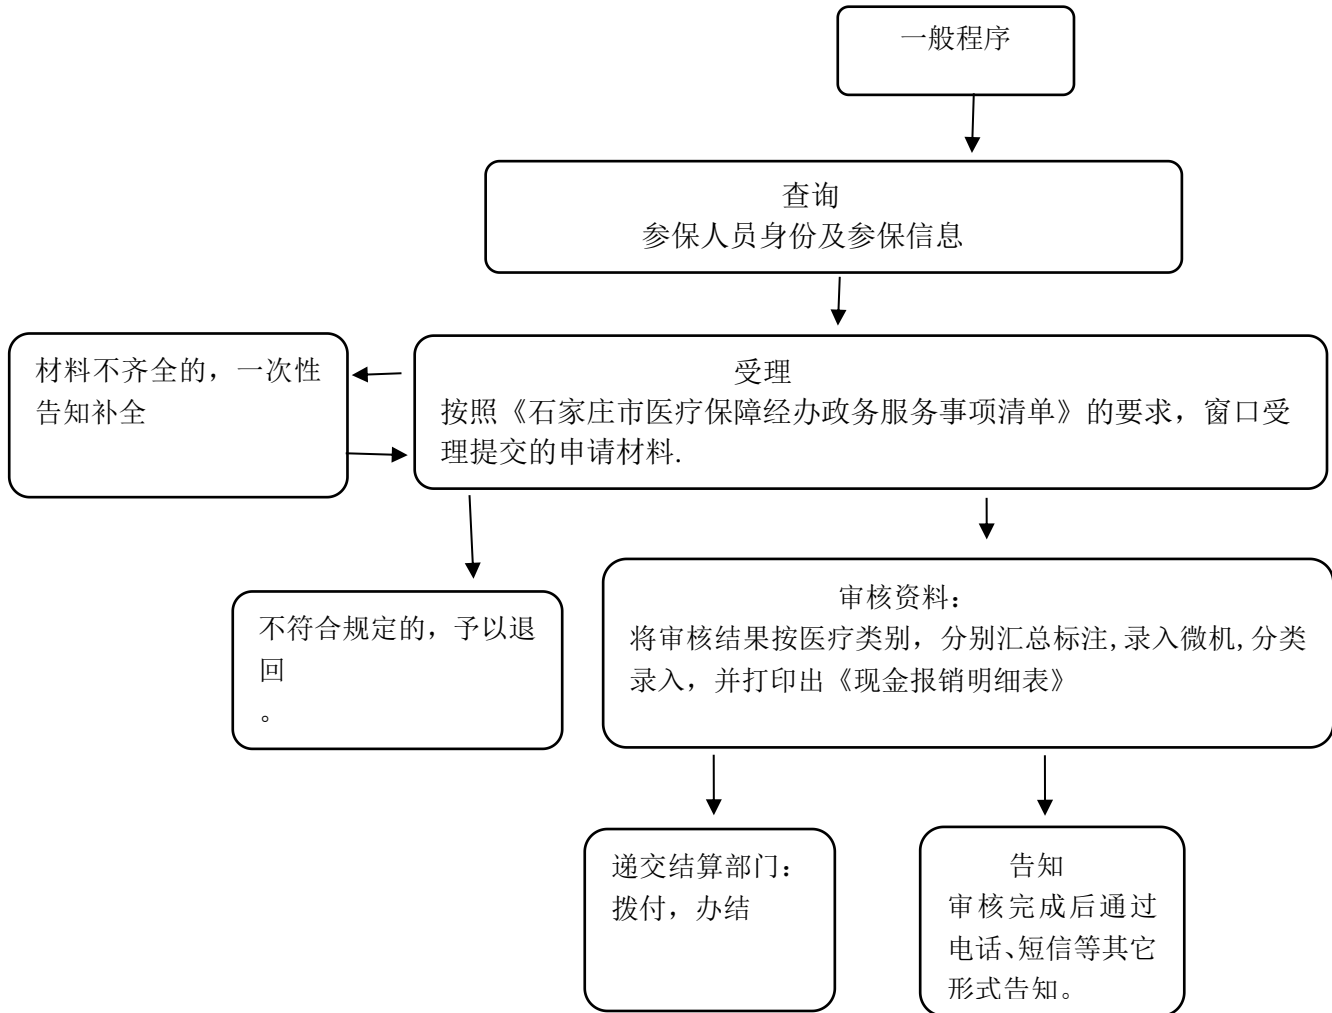 一般程序
查询
参保人员身份及参保信息
材料不齐全的，一次性
告知补全
受理
按照《石家庄市医疗保障经办政务服务事项清单》的要求，窗口受
理提交的申请材料.
不符合规定的，予以退
回
。
审核资料：
将审核结果按医疗类别，分别汇总标注,录入微机,分类
录入，并打印出《现金报销明细表》
递交结算部门：
拨付，办结
告知
审核完成后通过
电话、短信等其它
形式告知。